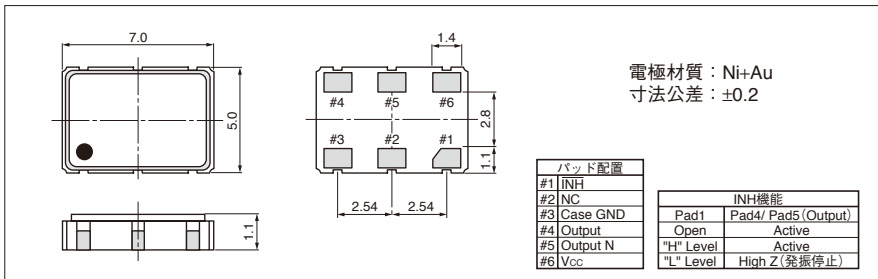 7.0
5.0
1.1
1.4
#4 #5 #6
#3 #2 #1
2.8
1.1
2.54 2.54
電極材質：Ni+Au
寸法公差：±0.2
パッド配置
#1 INH
#2 NC
#3 Case GND
#4 Output
#5 Output N
#6 Vcc
INH機能
Pad1 Pad4/ Pad5(Output)
Open Active
"H" Level Active
"L" Level High Z(発振停止)